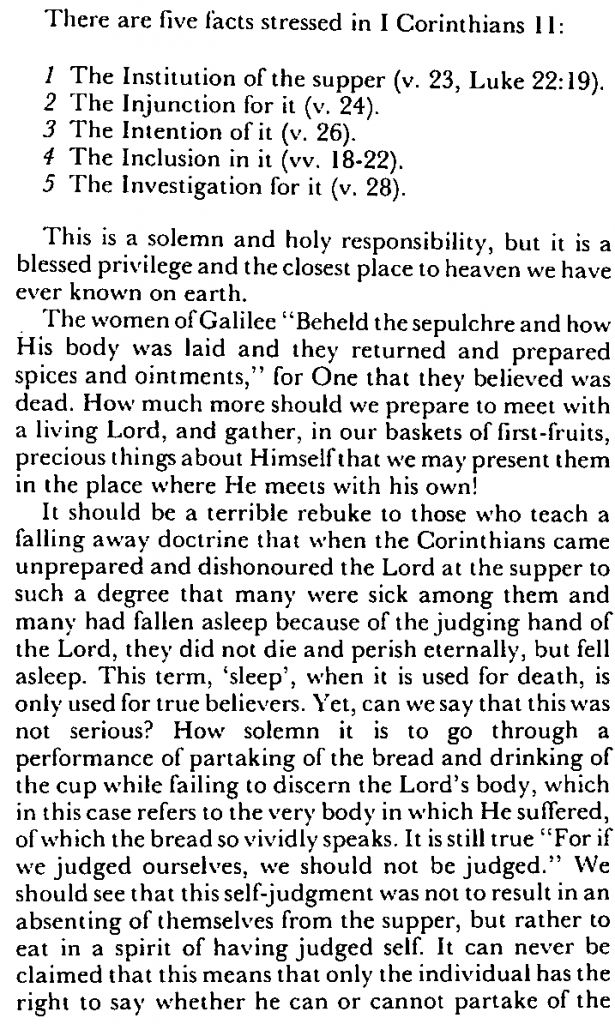 There are five facts stressed in I Corinthians 11:
1 The Institution of the supper (v. 23, Luke 22:19).
2 The Injunction for it (v. 24).
3 The Intention of it (v. 26).
4 The Inclusion in it (vv. 18-22).
5 The Investigation for it (v. 28).
This is a solemn and holy responsibility, but it is a
blessed privilege and the closest place to heaven we have
ever known on earth.
The women of Galilee “Beheld the sepulchre and how
His body was laid and they returned and prepared
spices and ointments,” for One that they believed was
dead. How much more should we prepare to meet with
a living Lord, and gather, in our baskets of first-fruits,
precious things about Himself that we may present them
in the place where He meets with his own!
It should be a terrible rebuke to those who teach a
falling away doctrine that when the Corinthians came
unprepared and dishonoured the Lord at the supper to
such a degree that many were sick among them and
many had fallen asleep because of the judging hand of
the Lord, they did not die and perish eternally, but fell
asleep. This term, ‘sleep’, when it is used for death, is
only used for true believers. Yet, can we say that this was
not serious? How solemn it is to go through a
performance of partaking of the bread and drinking of
the cup while failing to discern the Lord’s body, which
in this case refers to the very body in which He suffered,
of which the bread so vividly speaks. It is still true “For if
we judged ourselves, we should not be judged.” We
should see that this self-judgment was not to result in an
absenting of themselves from the supper, but rather to
eat in a spirit of having judged self. It can never be
claimed that this means that only the individual has the
right to say whether he can or cannot partake of the